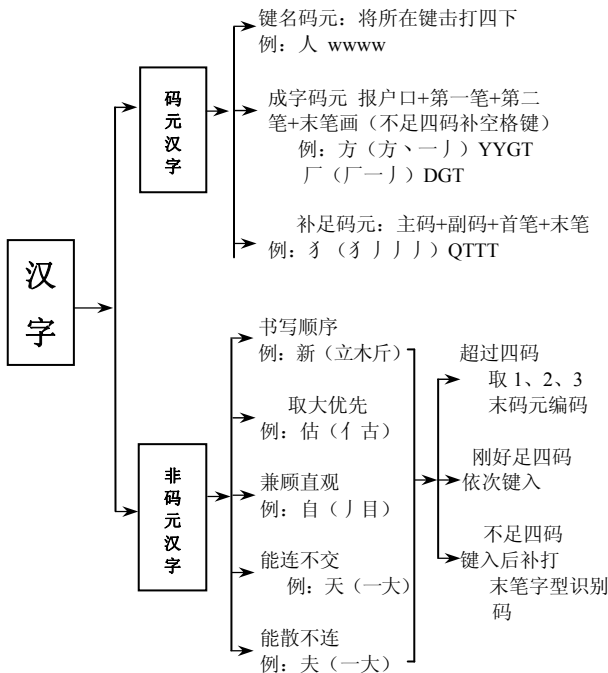 汉
字
码
元
汉
字
键名码元：将所在键击打四下
例：人 wwww
成字码元 报户口+第一笔+第二
笔+末笔画（不足四码补空格键）
例：方（方丶一丿）YYGT
厂（厂一丿）DGT
补足码元：主码+副码+首笔+末笔
例：犭（犭丿丿丿）QTTT
非
码
元
汉
字
书写顺序
例：新（立木斤）
取大优先
例：估（亻古）
兼顾直观
例：自（丿目）
能连不交
例：天（一大）
能散不连
例：夫（一大）
超过四码
取 1、2、3
末码元编码
刚好足四码
依次键入
不足四码
键入后补打
末笔字型识别
码